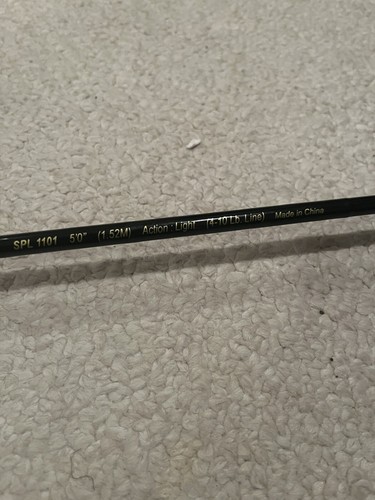 SPL 1101 5'0" (1.52M) Action : Light (4-10 Lb. Line) Made in China